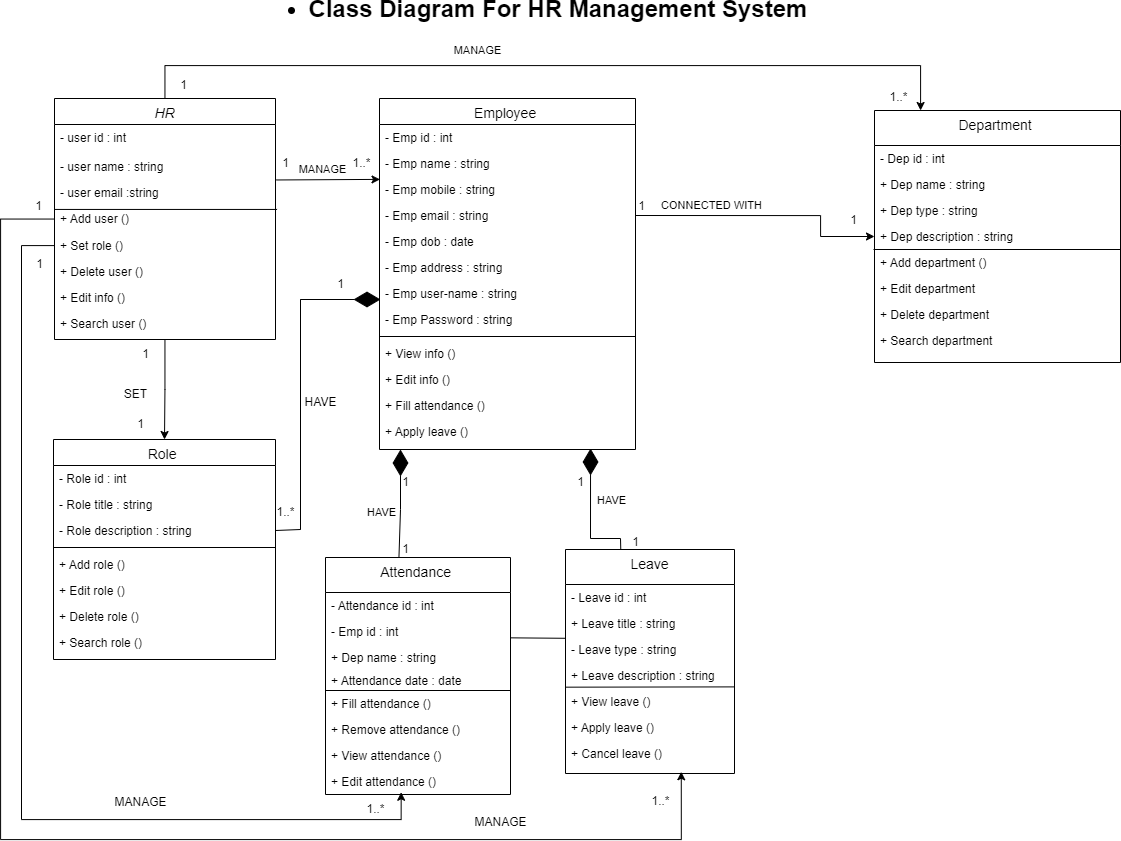 • Class Diagram For HR Management System
MANAGE
1
1..*
HR
- user id : int
- user name : string
- user email :string
+ Add user ()
+ Set role ()
+ Delete user ()
+ Edit info ()
+ Search user ()
1
1
1
MANAGE
1..*
Employee
- Emp id : int
- Emp name : string
- Emp mobile : string
- Emp email : string
- Emp dob : date
- Emp address : string
- Emp user-name : string
- Emp Password : string
+ View info ()
+ Edit info ()
+ Fill attendance ()
+ Apply leave ()
1
CONNECTED WITH
1
Department
- Dep id : int
+ Dep name : string
+ Dep type : string
+ Dep description : string
+ Add department ()
+ Edit department
+ Delete department
+ Search department
1
SET
1
1
HAVE
1..*
Role
- Role id : int
- Role title : string
- Role description : string
+ Add role ()
+ Edit role ()
+ Delete role ()
+ Search role ()
1
HAVE
1
1
HAVE
1
Attendance
- Attendance id : int
- Emp id : int
+ Dep name : string
+ Attendance date : date
+ Fill attendance ()
+ Remove attendance ()
+ View attendance ()
+ Edit attendance ()
Leave
- Leave id : int
+ Leave title : string
- Leave type : string
+ Leave description : string
+ View leave ()
+ Apply leave ()
+ Cancel leave ()
MANAGE
1..*
MANAGE
1..*